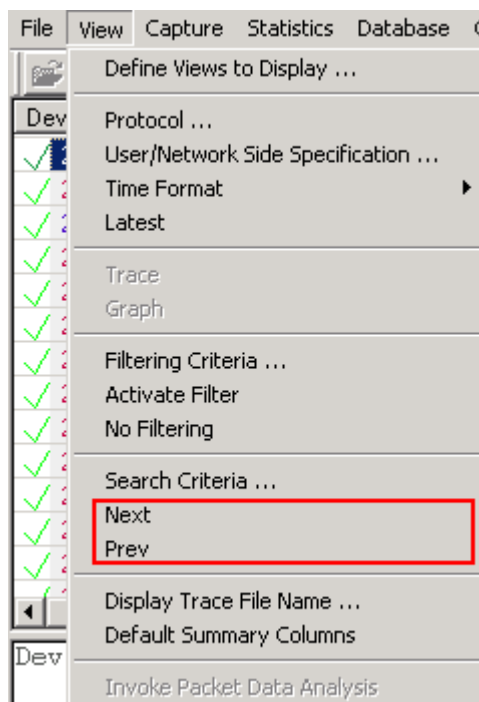 File View Capture Statistics Database
Define Views to Display ...
Dev
Protocol ...
User/Network Side Specification ...
Time Format
Latest
Trace
Graph
Filtering Criteria ...
Activate Filter
No Filtering
Search Criteria ...
Next
Prev
Display Trace File Name ...
Default Summary Columns
Dev
Invoke Packet Data Analysis